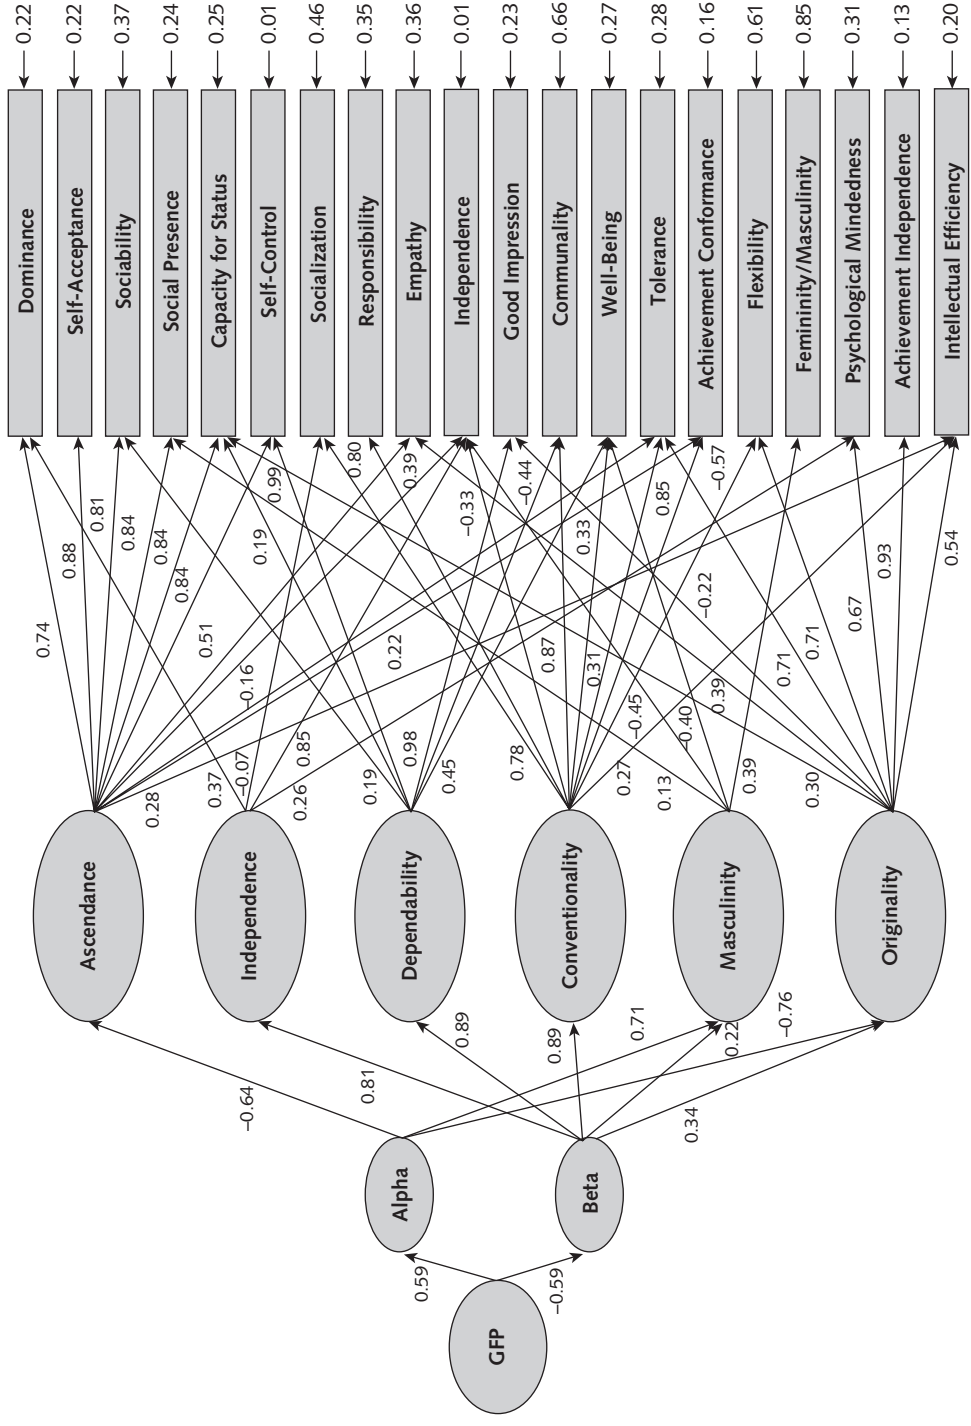 0.22
0.22
0.37
0.24
0.25
0.01
0.46
0.35
0.36
0.01
0.23
0.66
0.27
0.28
0.16
0.61
0.85
0.31
0.13
0.20
Dominance
Self-Acceptance
Sociability
Social Presence
Capacity for Status
Self-Control
Socialization
Responsibility
Empathy
Independence
Good Impression
Communality
Well-Being
Tolerance
Achievement Conformance
Flexibility
Femininity/Masculinity
Psychological Mindedness
Achievement Independence
Intellectual Efficiency
0.74
0.88
0.81
0.84
0.84
0.84
0.51
0.99
0.19
0.80
0.39
–0.33
–0.44
0.33
0.85
–0.57
–0.16
0.22
0.87
0.31
–0.22
0.71
0.71
0.67
0.93
0.54
0.28
0.37
–0.07
0.26
0.85
0.19
0.98
0.45
0.78
0.27
–0.45
0.13
–0.40
0.39
0.39
0.30
Ascendance
Independence
Dependability
Conventionality
Masculinity
Originality
–0.64
0.81
0.89
0.89
0.71
0.22
–0.76
0.34
Alpha
Beta
0.59
–0.59
GFP